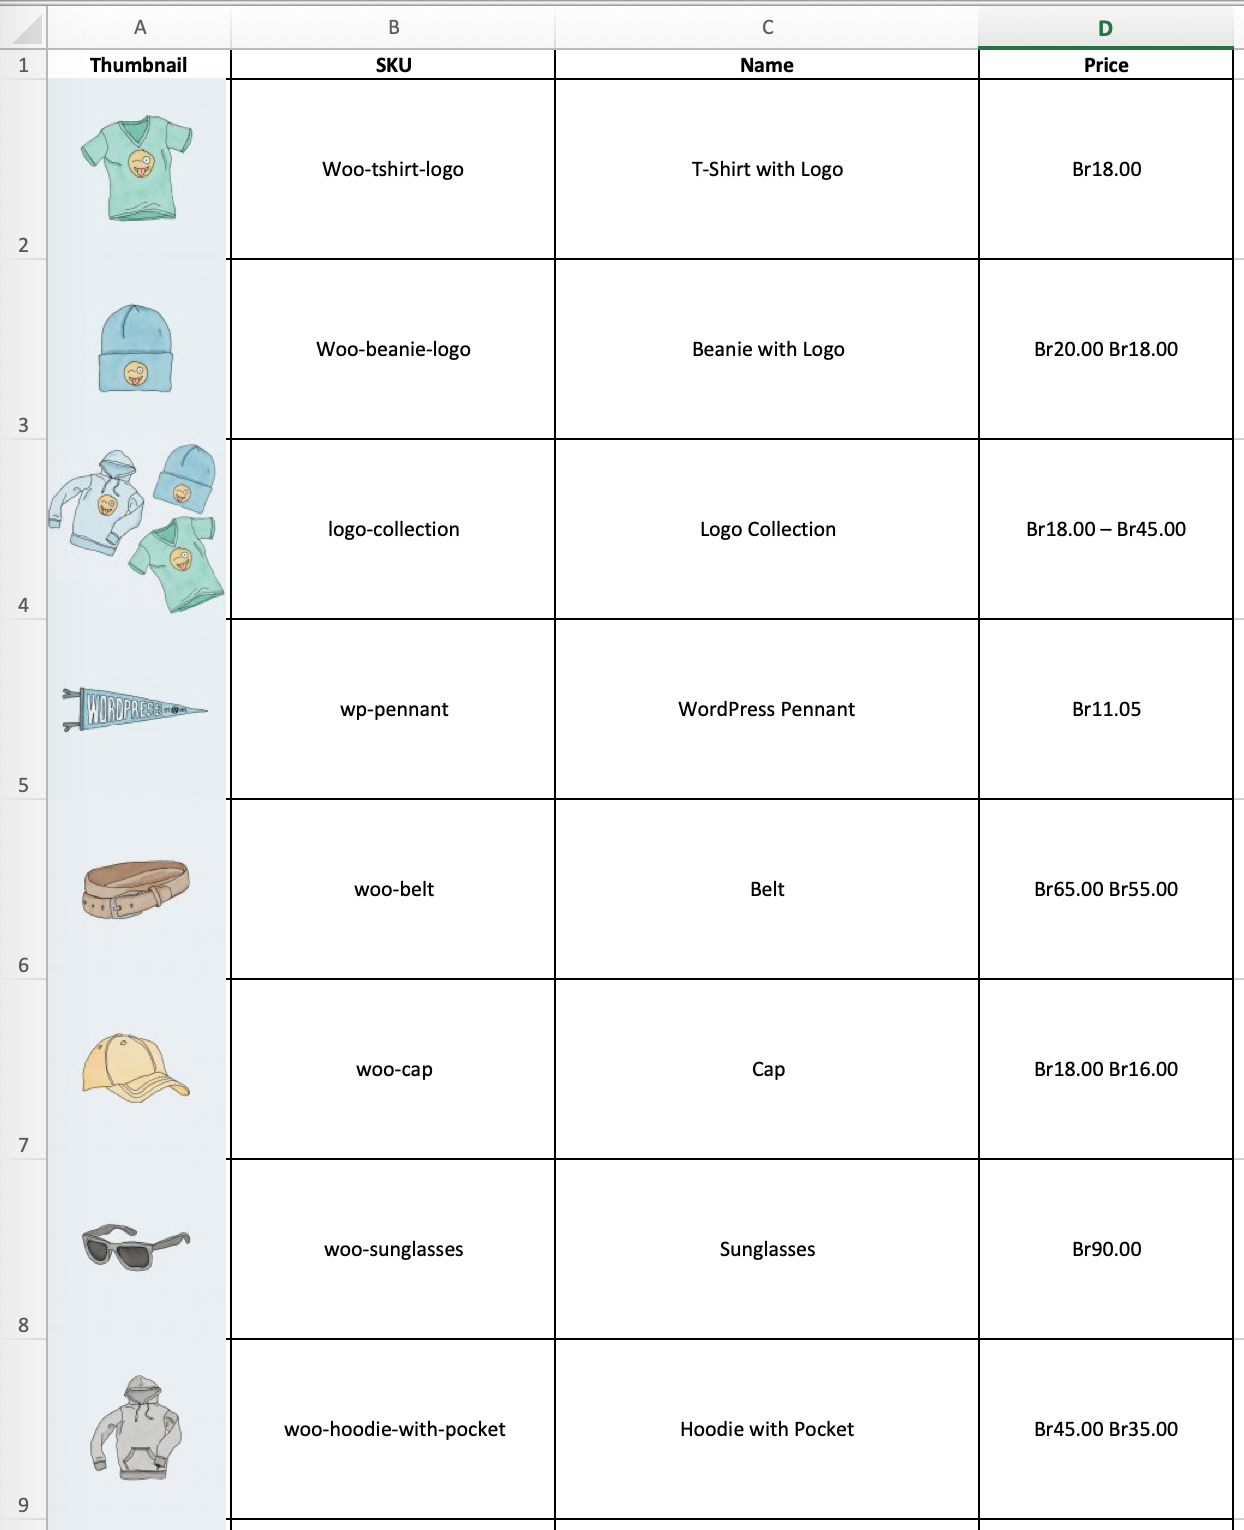 A B C D
1 Thumbnail SKU Name Price
Woo-tshirt-logo T-Shirt with Logo Br18.00
2
Woo-beanie-logo Beanie with Logo Br20.00 Br18.00
3
logo-collection Logo Collection Br18.00 – Br45.00
4
WORDPRESS
wp-pennant WordPress Pennant Br11.05
5
woo-belt Belt Br65.00 Br55.00
6
woo-cap Cap Br18.00 Br16.00
7
woo-sunglasses Sunglasses Br90.00
8
woo-hoodie-with-pocket Hoodie with Pocket Br45.00 Br35.00
9